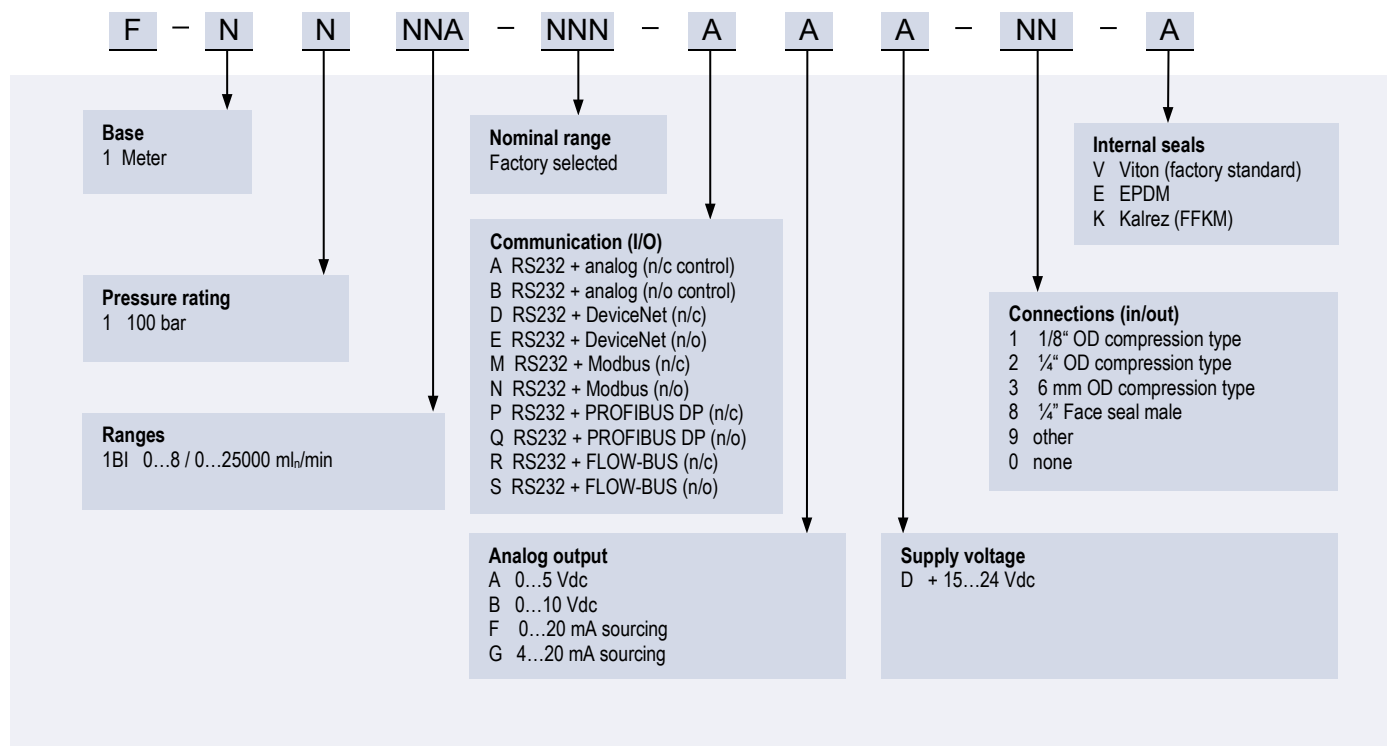 F – N N NNA – NNN – A A A – NN – A
Base
1 Meter
Pressure rating
1 100 bar
Ranges
1BI 0…8 / 0…25000 mlₙ/min
Nominal range
Factory selected
Communication (I/O)
A RS232 + analog (n/c control)
B RS232 + analog (n/o control)
D RS232 + DeviceNet (n/c)
E RS232 + DeviceNet (n/o)
M RS232 + Modbus (n/c)
N RS232 + Modbus (n/o)
P RS232 + PROFIBUS DP (n/c)
Q RS232 + PROFIBUS DP (n/o)
R RS232 + FLOW-BUS (n/c)
S RS232 + FLOW-BUS (n/o)
Analog output
A 0…5 Vdc
B 0…10 Vdc
F 0…20 mA sourcing
G 4…20 mA sourcing
Internal seals
V Viton (factory standard)
E EPDM
K Kalrez (FFKM)
Connections (in/out)
1 1/8“ OD compression type
2 ¼“ OD compression type
3 6 mm OD compression type
8 ¼” Face seal male
9 other
0 none
Supply voltage
D + 15…24 Vdc